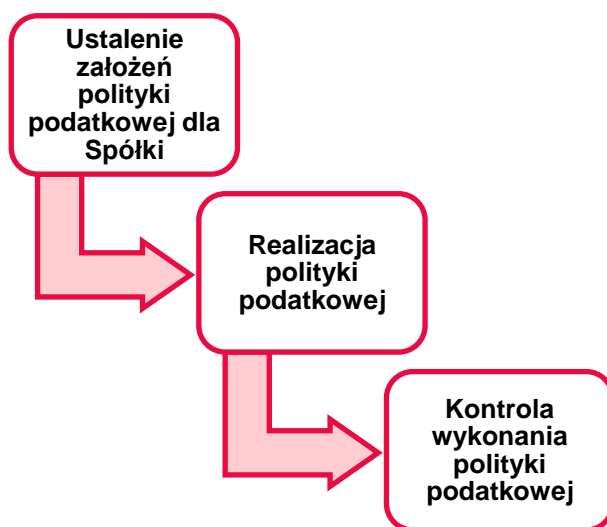 Ustalenie
założeń
polityki
podatkowej dla
Spółki
Realizacja
polityki
podatkowej
Kontrola
wykonania
polityki
podatkowej